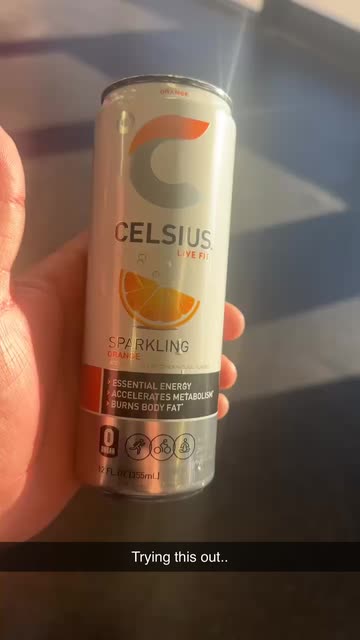 ORANGE
CELSIUS
LIVE FIT
SPARKLING
ORANGE
> ESSENTIAL ENERGY
> ACCELERATES METABOLISM*
> BURNS BODY FAT*
0
12 FL OZ (355mL)
Trying this out..